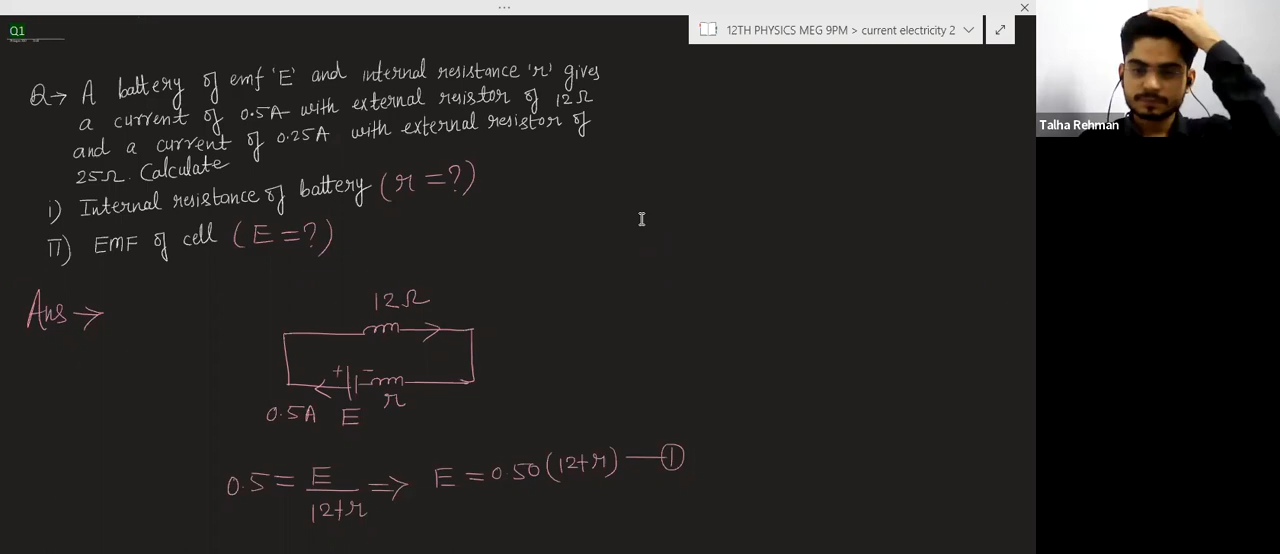 Q1
12TH PHYSICS MEG 9PM > current electricity 2
Talha Rehman
Q→ A battery of emf 'E' and internal resistance 'r' gives
a current of 0.5A with external resistor of 12Ω
and a current of 0.25A with external resistor of
25Ω. Calculate
i) Internal resistance of battery (r=?)
II) EMF of cell (E=?)
Ans →
12Ω
+ -
r
0.5A E
0.5 = E/12+r ⇒ E = 0.50(12+r) — ①